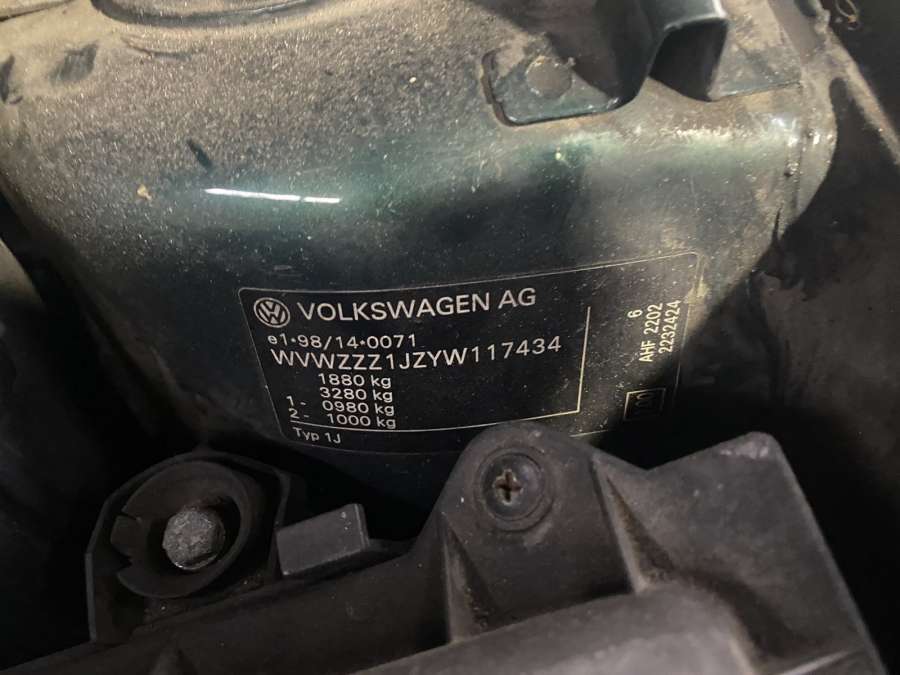 VOLKSWAGEN AG
e1*98/14*0071
WVWZZZ1JZYW117434
1880 kg
3280 kg
1 - 0980 kg
2 - 1000 kg
Typ 1J
6
AHF 2202
2232424